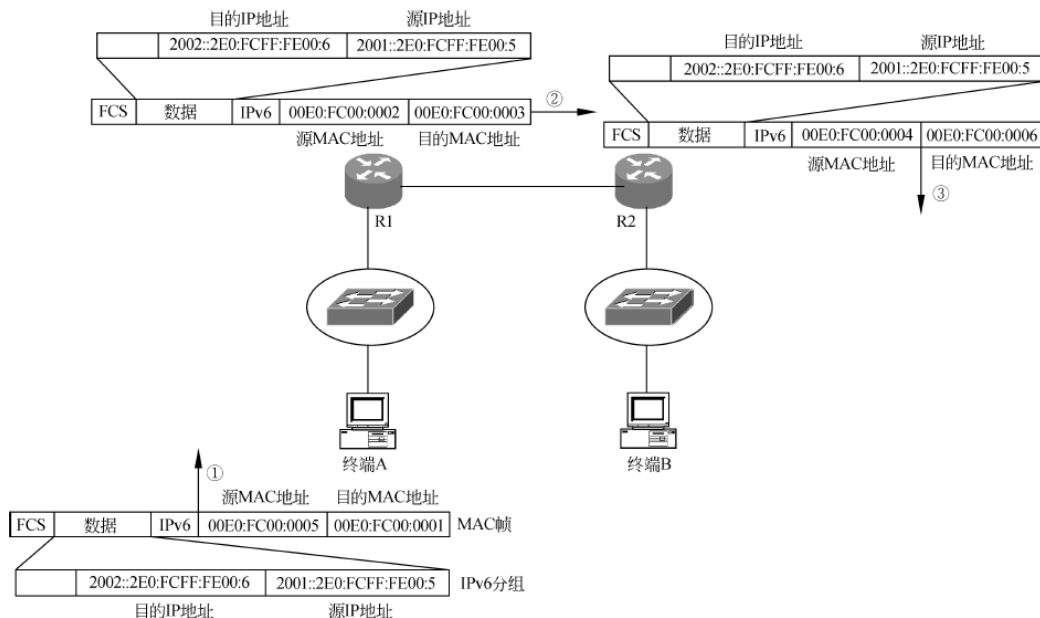 目的IP地址 源IP地址
2002::2E0:FCFF:FE00:6 2001::2E0:FCFF:FE00:5
FCS 数据 IPv6 00E0:FC00:0002 00E0:FC00:0003 ②
源MAC地址 目的MAC地址
目的IP地址 源IP地址
2002::2E0:FCFF:FE00:6 2001::2E0:FCFF:FE00:5
FCS 数据 IPv6 00E0:FC00:0004 00E0:FC00:0006
源MAC地址 目的MAC地址
③
R1 R2
终端A 终端B
①
源MAC地址 目的MAC地址
FCS 数据 IPv6 00E0:FC00:0005 00E0:FC00:0001 MAC帧
2002::2E0:FCFF:FE00:6 2001::2E0:FCFF:FE00:5 IPv6分组
目的IP地址 源IP地址